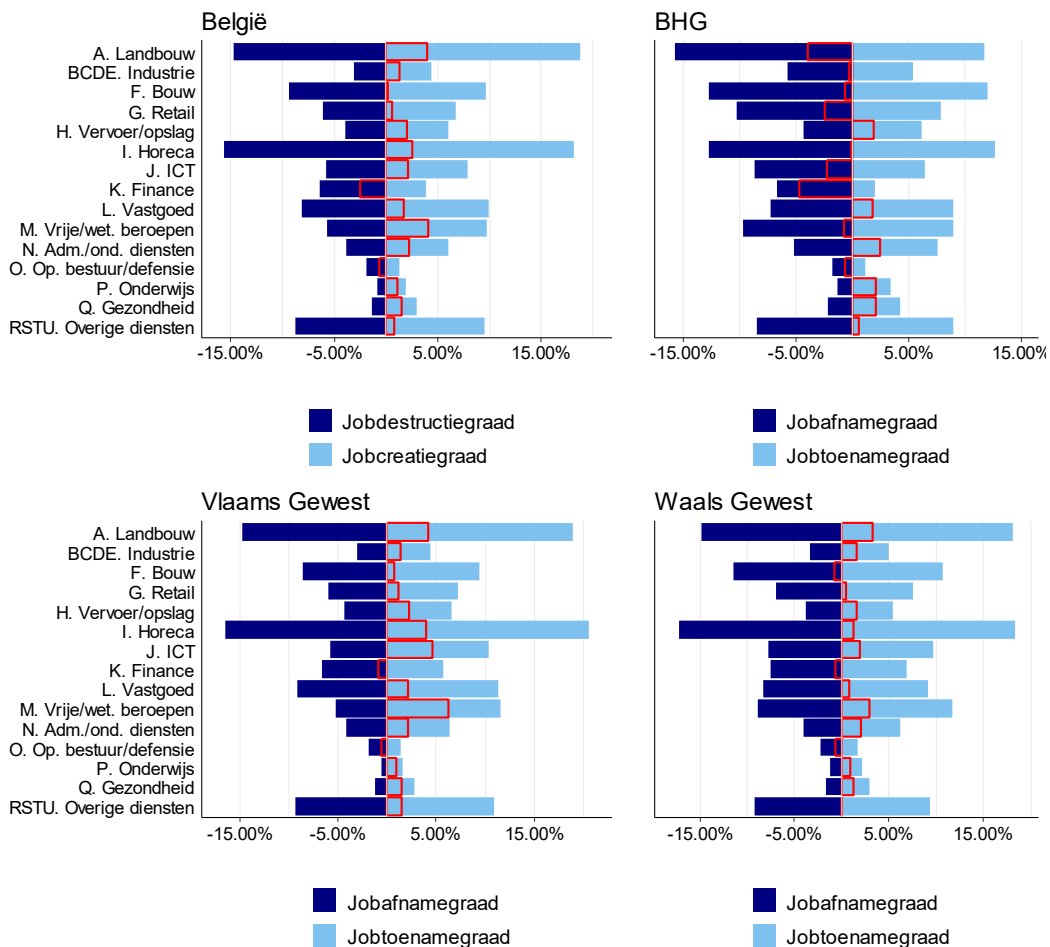 België
A. Landbouw
BCDE. Industrie
F. Bouw
G. Retail
H. Vervoer/opslag
I. Horeca
J. ICT
K. Finance
L. Vastgoed
M. Vrije/wet. beroepen
N. Adm./ond. diensten
O. Op. bestuur/defensie
P. Onderwijs
Q. Gezondheid
RSTU. Overige diensten
-15.00% -5.00% 5.00% 15.00%
Jobdestructiegraad
Jobcreatiegraad
BHG
-15.00% -5.00% 5.00% 15.00%
Jobafnamegraad
Jobtoenamegraad
Vlaams Gewest
A. Landbouw
BCDE. Industrie
F. Bouw
G. Retail
H. Vervoer/opslag
I. Horeca
J. ICT
K. Finance
L. Vastgoed
M. Vrije/wet. beroepen
N. Adm./ond. diensten
O. Op. bestuur/defensie
P. Onderwijs
Q. Gezondheid
RSTU. Overige diensten
-15.00% -5.00% 5.00% 15.00%
Jobafnamegraad
Jobtoenamegraad
Waals Gewest
-15.00% -5.00% 5.00% 15.00%
Jobafnamegraad
Jobtoenamegraad